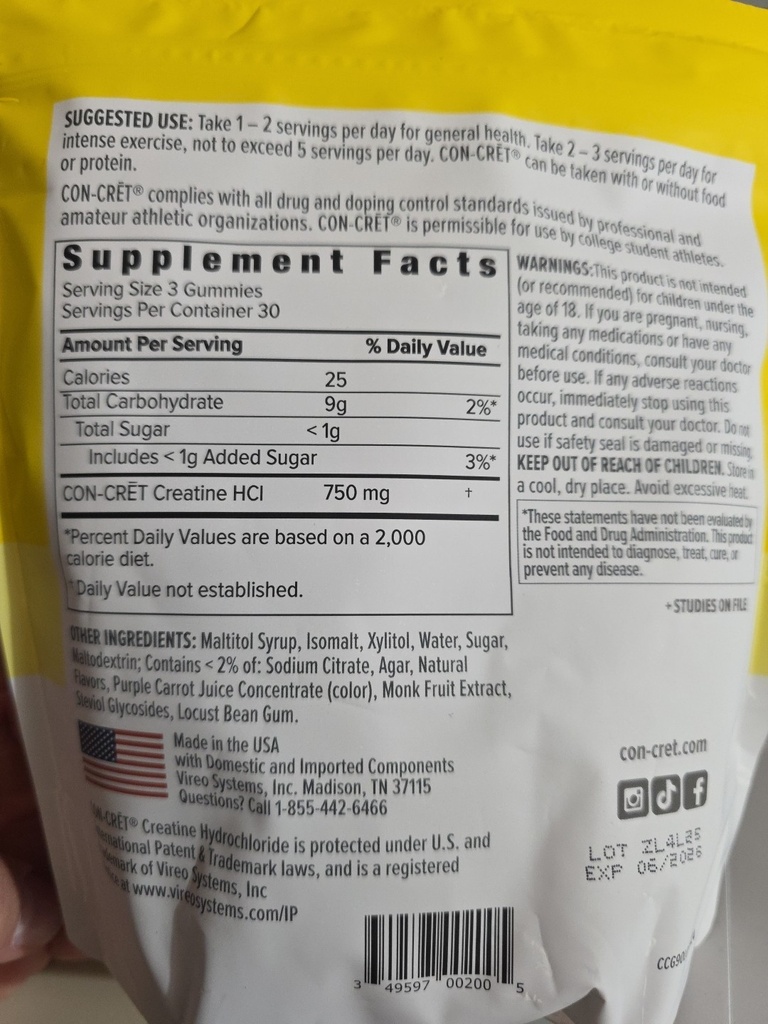 SUGGESTED USE: Take 1 – 2 servings per day for general health. Take 2 – 3 servings per day for
intense exercise, not to exceed 5 servings per day. CON-CRĒT® can be taken with or without food
or protein.
CON-CRĒT® complies with all drug and doping control standards issued by professional and
amateur athletic organizations. CON-CRĒT® is permissible for use by college student athletes.
Supplement Facts
Serving Size 3 Gummies
Servings Per Container 30
Amount Per Serving % Daily Value
Calories 25
Total Carbohydrate 9g 2%*
Total Sugar < 1g
Includes < 1g Added Sugar 3%*
CON-CRĒT Creatine HCl 750 mg †
*Percent Daily Values are based on a 2,000
calorie diet.
Daily Value not established.
WARNINGS:This product is not intended
(or recommended) for children under the
age of 18. If you are pregnant, nursing,
taking any medications or have any
medical conditions, consult your doctor
before use. If any adverse reactions
occur, immediately stop using this
product and consult your doctor. Do not
use if safety seal is damaged or missing.
KEEP OUT OF REACH OF CHILDREN. Store in
a cool, dry place. Avoid excessive heat.
*These statements have not been evaluated by
the Food and Drug Administration. This product
is not intended to diagnose, treat, cure, or
prevent any disease.
+ STUDIES ON FILE
OTHER INGREDIENTS: Maltitol Syrup, Isomalt, Xylitol, Water, Sugar,
Maltodextrin; Contains < 2% of: Sodium Citrate, Agar, Natural
Flavors, Purple Carrot Juice Concentrate (color), Monk Fruit Extract,
Steviol Glycosides, Locust Bean Gum.
Made in the USA
with Domestic and Imported Components
Vireo Systems, Inc. Madison, TN 37115
Questions? Call 1-855-442-6466
CON-CRĒT® Creatine Hydrochloride is protected under U.S. and
International Patent & Trademark laws, and is a registered
of Vireo Systems, Inc
at www.vireosystems.com/IP
con-cret.com
LOT ZL4L25
EXP 06/2026
3 49597 00200 5